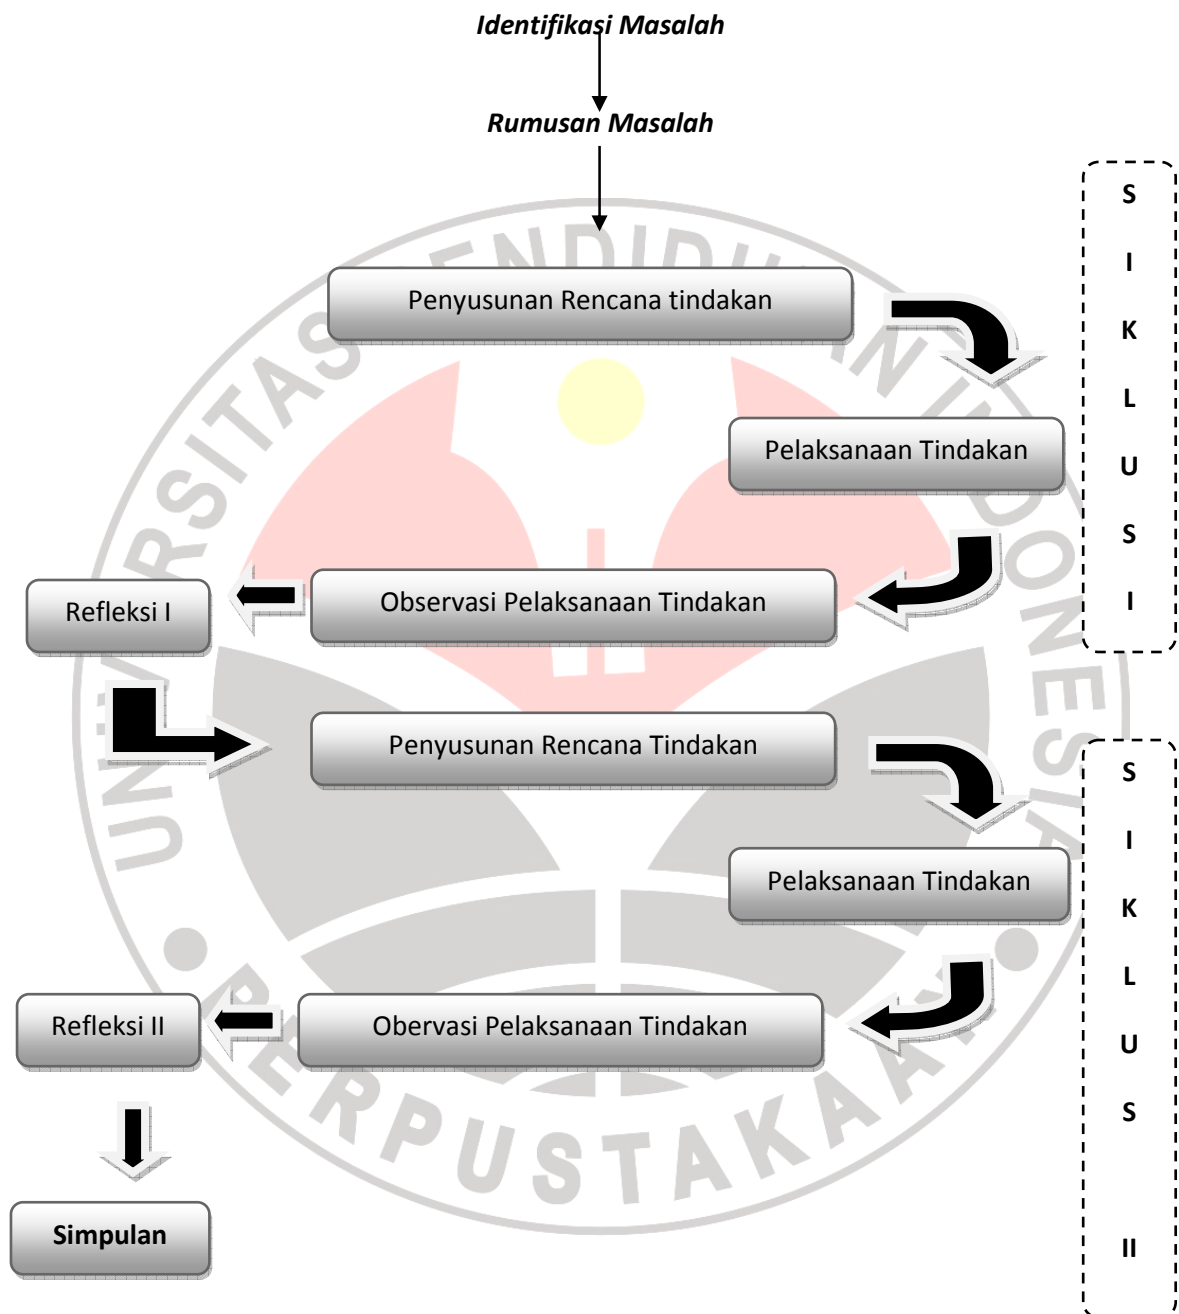 Identifikasi Masalah
Rumusan Masalah
Penyusunan Rencana tindakan
Pelaksanaan Tindakan
Observasi Pelaksanaan Tindakan
Refleksi I
S
I
K
L
U
S
I
Penyusunan Rencana Tindakan
Pelaksanaan Tindakan
Obervasi Pelaksanaan Tindakan
Refleksi II
Simpulan
S
I
K
L
U
S
II
UNIVERSITAS PENDIDIKAN INDONESIA
PERPUSTAKAAN